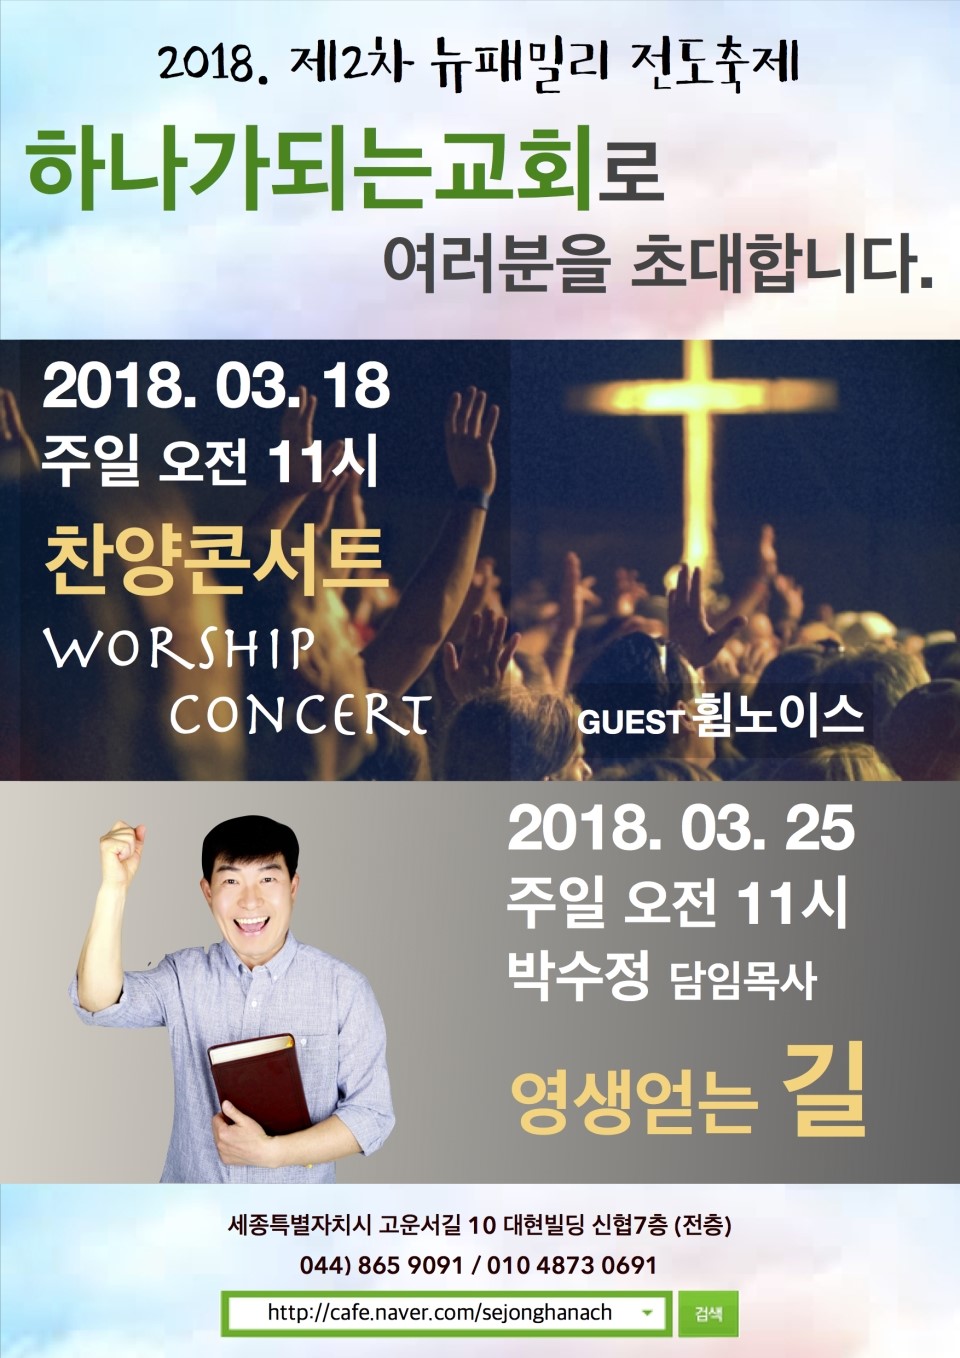 2018. 제2차 뉴패밀리 전도축제
하나가되는교회로
여러분을 초대합니다.
2018. 03. 18
주일 오전 11시
찬양콘서트
WORSHIP
CONCERT
GUEST 휨노이스
2018. 03. 25
주일 오전 11시
박수정 담임목사
영생얻는 길
세종특별자치시 고운서길 10 대현빌딩 신협7층 (전층)
044) 865 9091 / 010 4873 0691
http://cafe.naver.com/sejonghanach 검색